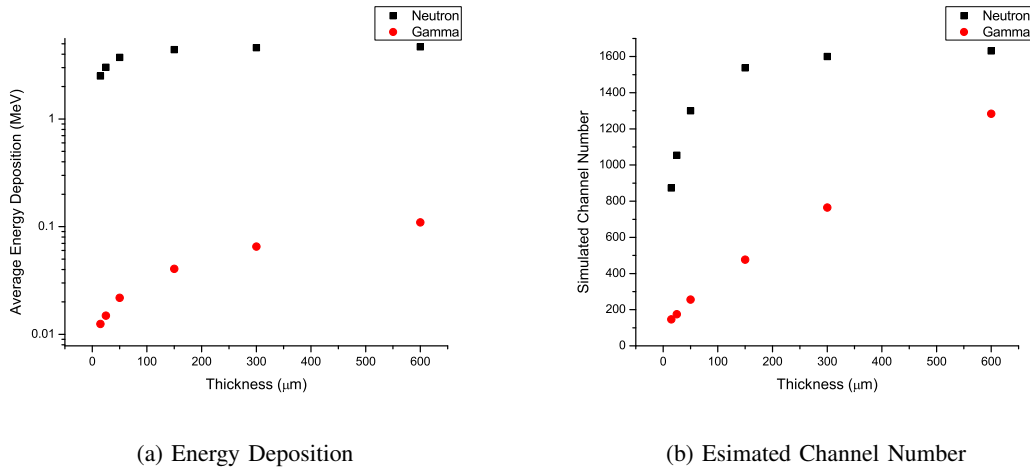 Neutron
Gamma
Average Energy Deposition (MeV)
1
0.1
0.01
0 100 200 300 400 500 600
Thickness (μm)
(a) Energy Deposition
Neutron
Gamma
Simulated Channel Number
1600
1400
1200
1000
800
600
400
200
0
0 100 200 300 400 500 600
Thickness (μm)
(b) Esimated Channel Number